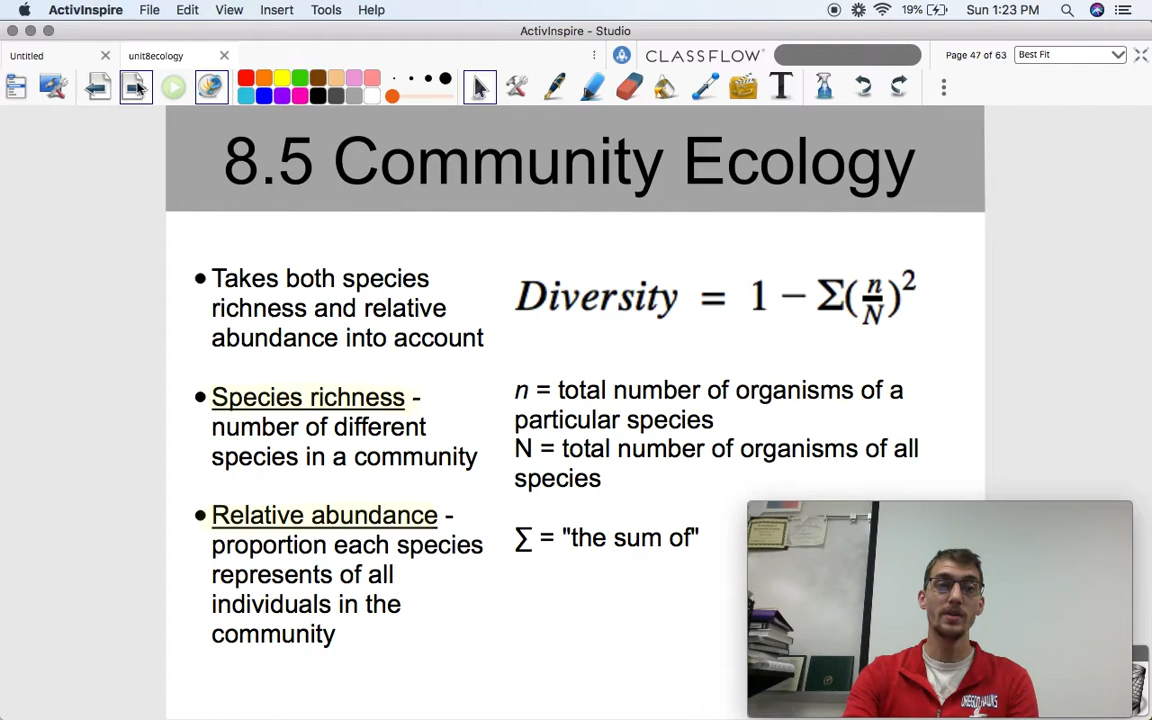 ActivInspire File Edit View Insert Tools Help 19% Sun 1:23 PM
ActivInspire - Studio
Untitled unit8ecology CLASSFLOW Page 47 of 63 Best Fit
8.5 Community Ecology
• Takes both species
richness and relative
abundance into account
• Species richness -
number of different
species in a community
• Relative abundance -
proportion each species
represents of all
individuals in the
community
Diversity = 1 − Σ(n/N)²
n = total number of organisms of a
particular species
N = total number of organisms of all
species
∑ = "the sum of"
OREGON HAWKS